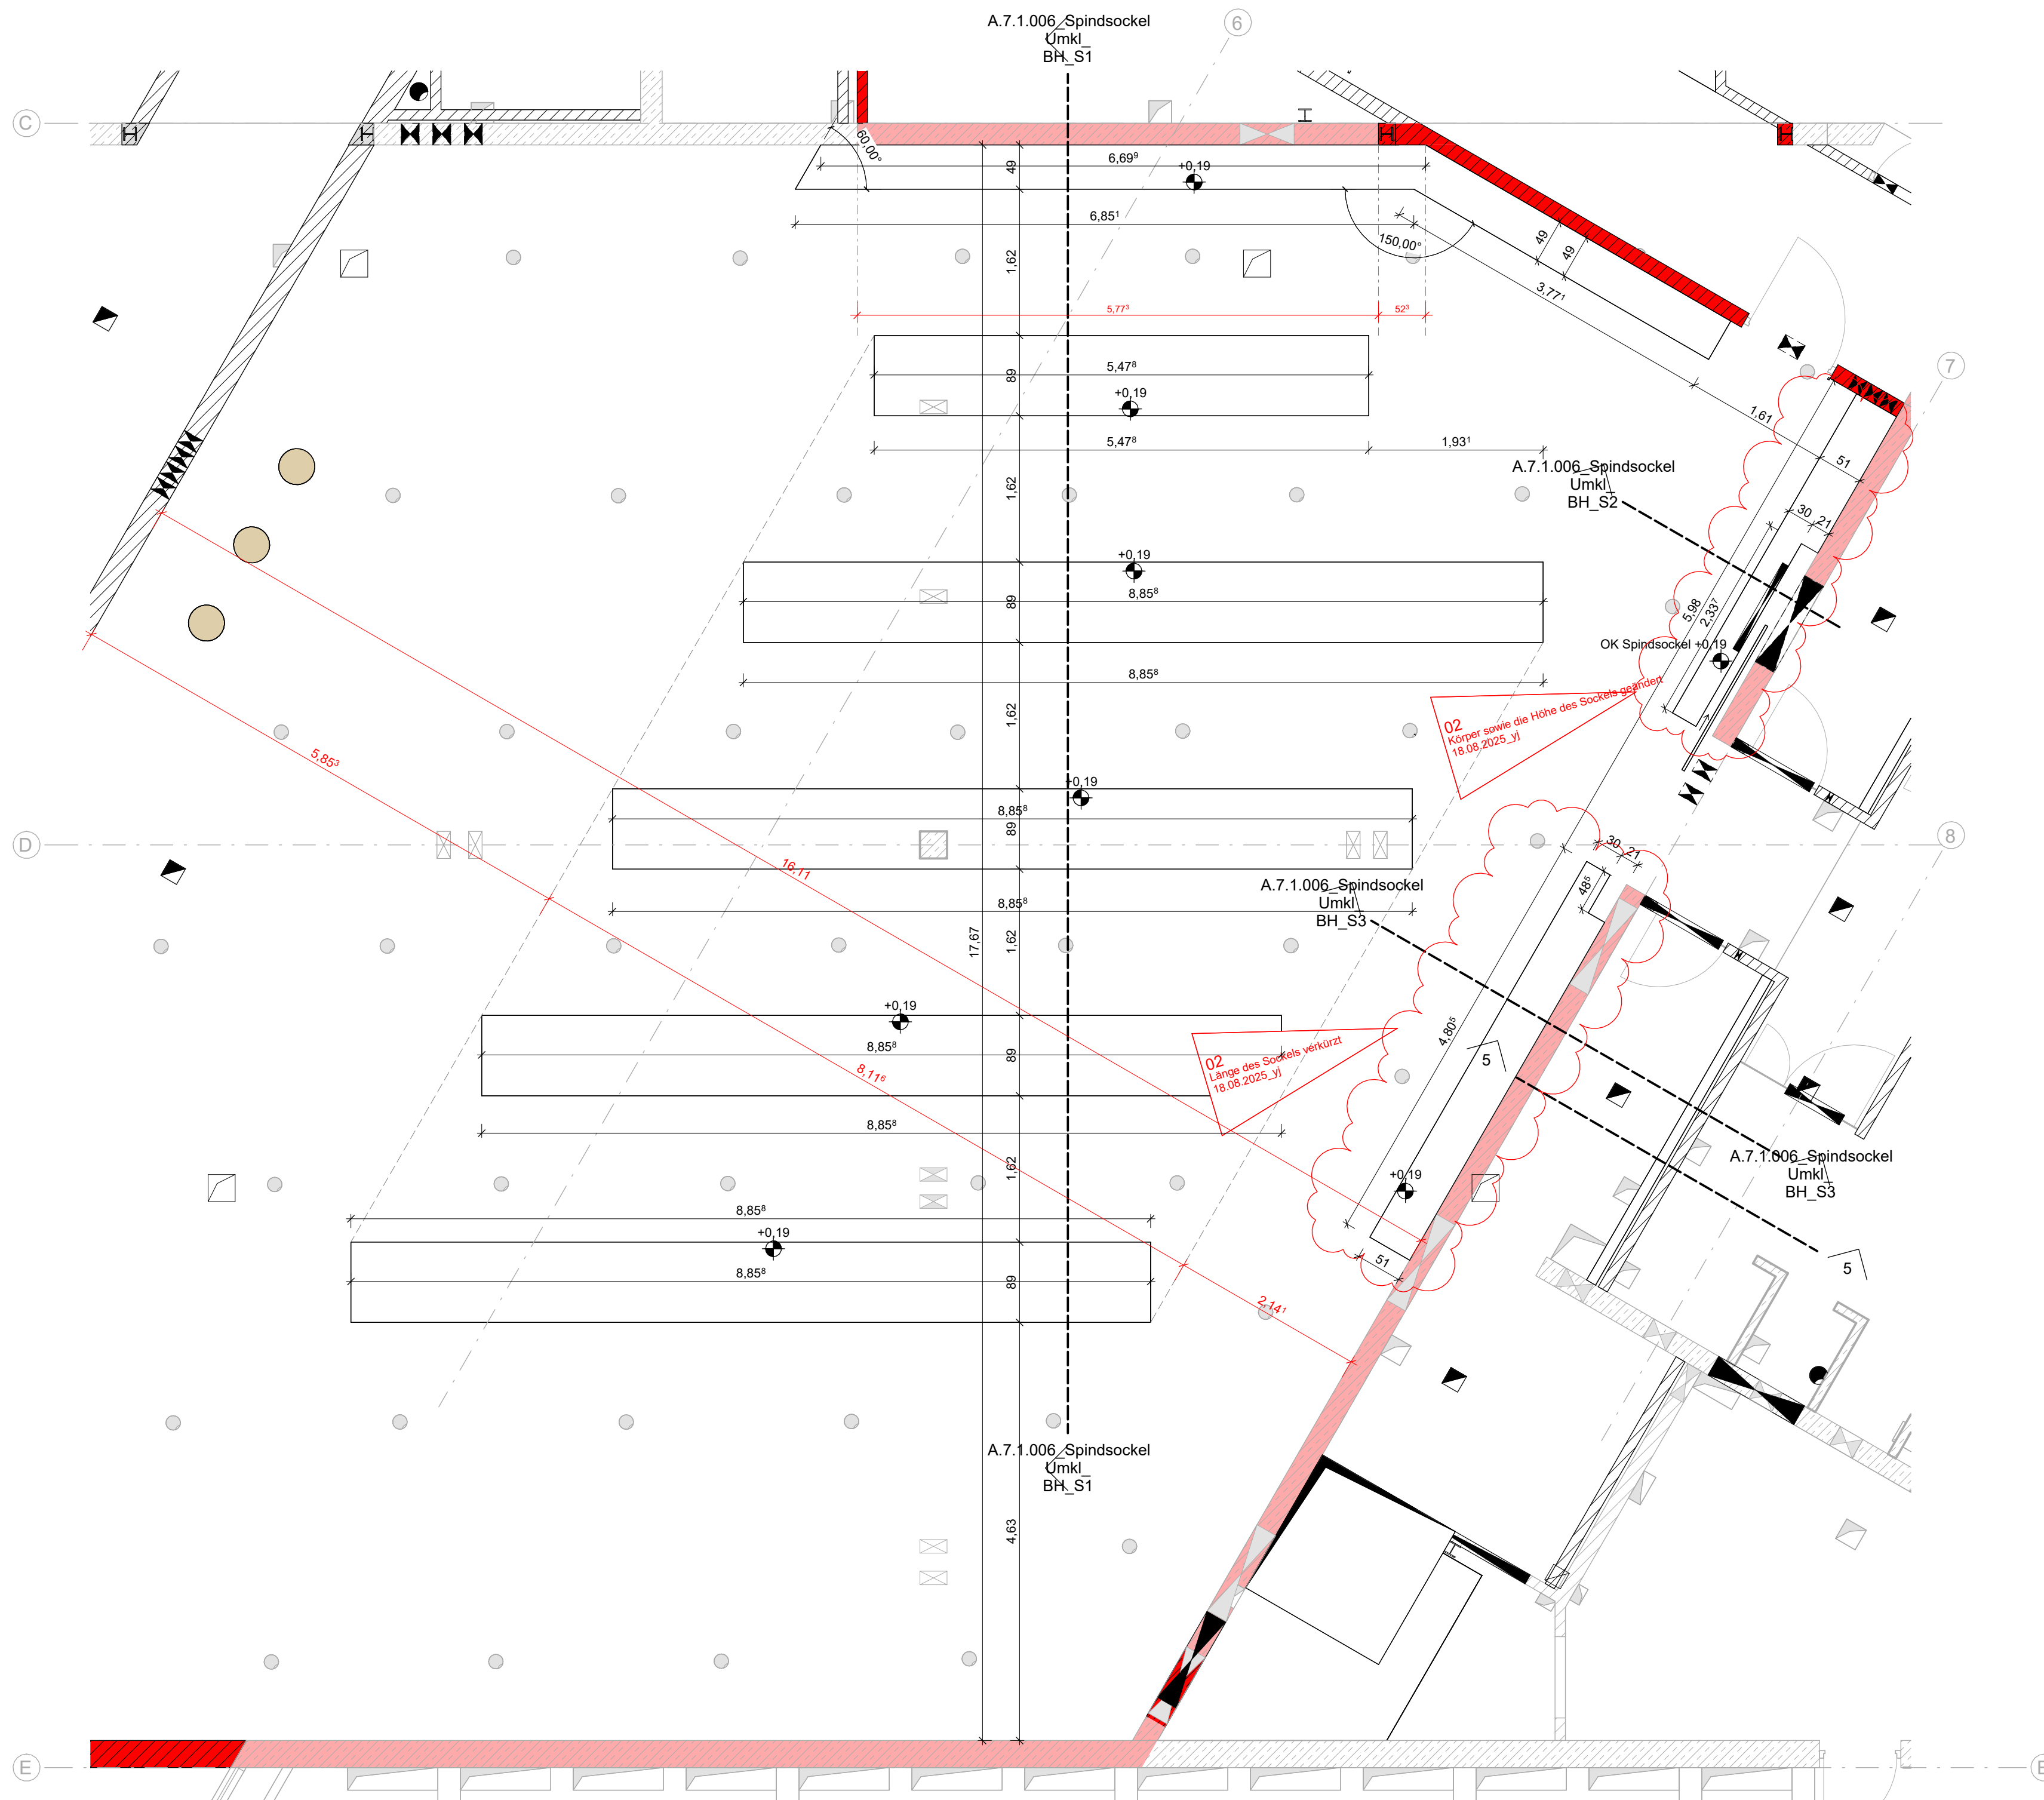 A.7.1.006_Spindsockel
Umkl_
BH_S1
6
C
60,00°
49
6,69⁹
+0,19
6,85¹
150,00°
49
49
1,62
3,77¹
5,77³
52³
7
89
5,47⁸
+0,19
5,47⁸
1,93¹
1,61
51
A.7.1.006_Spindsockel
Umkl_
BH_S2
1,62
30
21
+0,19
89
8,85⁸
5,98
2,33⁷
OK Spindsockel +0,19
8,85⁸
02
Körper sowie die Höhe des Sockels geändert
18.08.2025_yj
1,62
5,85³
+0,19
8,85⁸
89
D
8
16,11
30
21
48⁵
A.7.1.006_Spindsockel
Umkl_
BH_S3
8,85⁸
17,67
1,62
+0,19
8,85⁸
89
8,11⁶
4,80⁵
5
02
Länge des Sockels verkürzt
18.08.2025_yj
8,85⁸
1,62
A.7.1.006_Spindsockel
Umkl_
BH_S3
+0,19
8,85⁸
+0,19
8,85⁸
89
51
5
2,14¹
A.7.1.006_Spindsockel
Umkl_
BH_S1
4,63
E